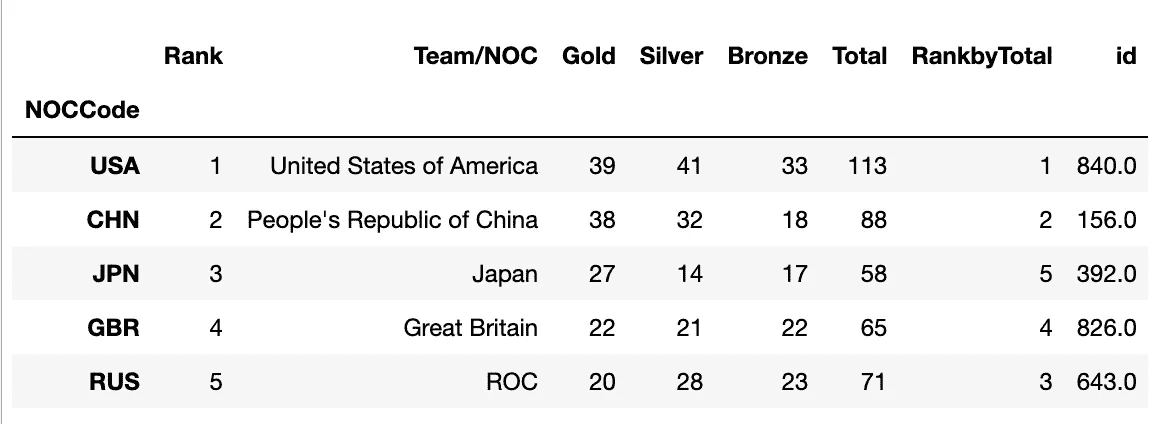 Rank Team/NOC Gold Silver Bronze Total RankbyTotal id
NOCCode
USA 1 United States of America 39 41 33 113 1 840.0
CHN 2 People's Republic of China 38 32 18 88 2 156.0
JPN 3 Japan 27 14 17 58 5 392.0
GBR 4 Great Britain 22 21 22 65 4 826.0
RUS 5 ROC 20 28 23 71 3 643.0